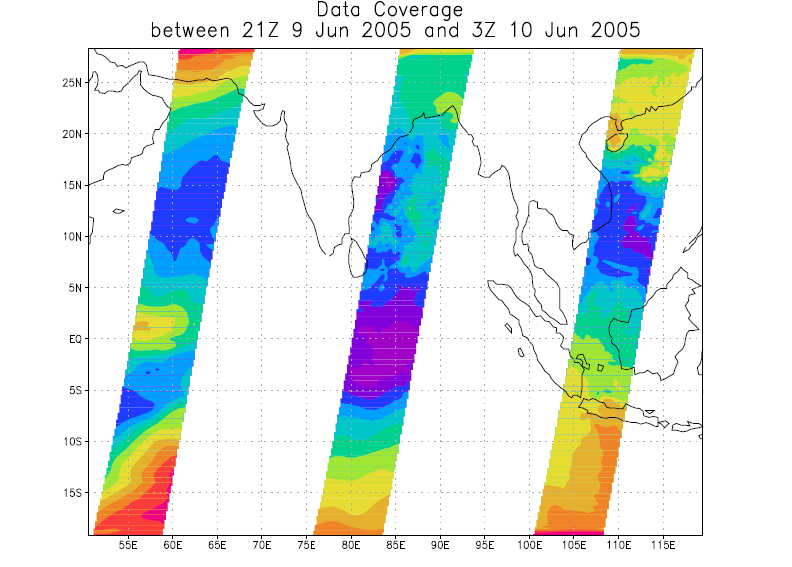 Data Coverage
between 21Z 9 Jun 2005 and 3Z 10 Jun 2005
25N
20N
15N
10N
5N
EQ
5S
10S
15S
55E 60E 65E 70E 75E 80E 85E 90E 95E 100E 105E 110E 115E